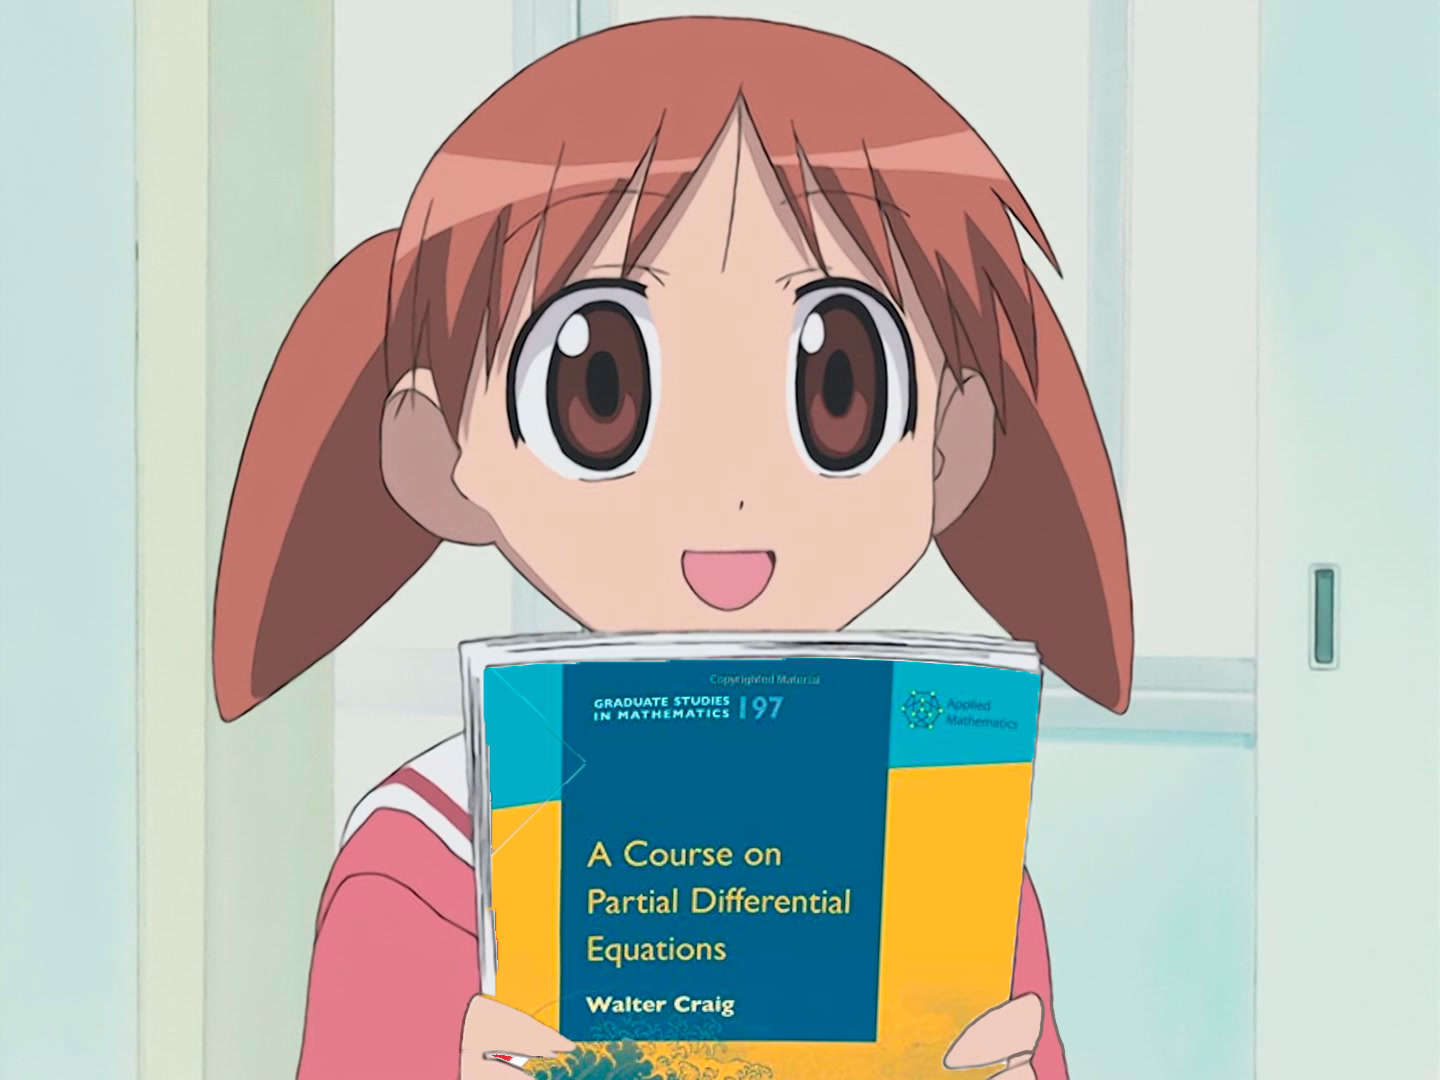 Copyrighted Material
GRADUATE STUDIES
IN MATHEMATICS 197
Applied
Mathematics
A Course on
Partial Differential
Equations
Walter Craig